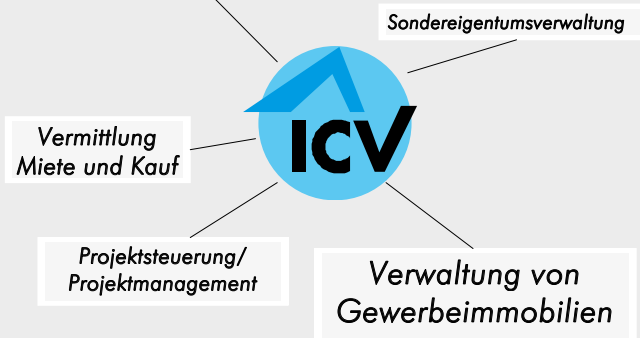 Sondereigentumsverwaltung
ICV
Vermittlung
Miete und Kauf
Projektsteuerung/
Projektmanagement
Verwaltung von
Gewerbeimmobilien